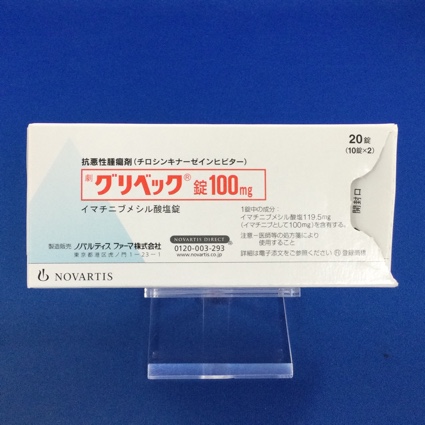 抗悪性腫瘍剤(チロシンキナーゼインヒビター)
20錠
(10錠×2)
劇 グリベック® 錠 100mg
イマチニブメシル酸塩錠
1錠中の成分
イマチニブメシル酸塩119.5mg
(イマチニブとして100mg)を含有する。
注意-医師等の処方箋により
使用すること
詳細は電子添文をご参照ください Ⓡ登録商標
開封口
製造販売 ノバルティス ファーマ株式会社
東京都港区虎ノ門1-23-1
NOVARTIS DIRECT
0120-003-293
www.novartis.co.jp
NOVARTIS